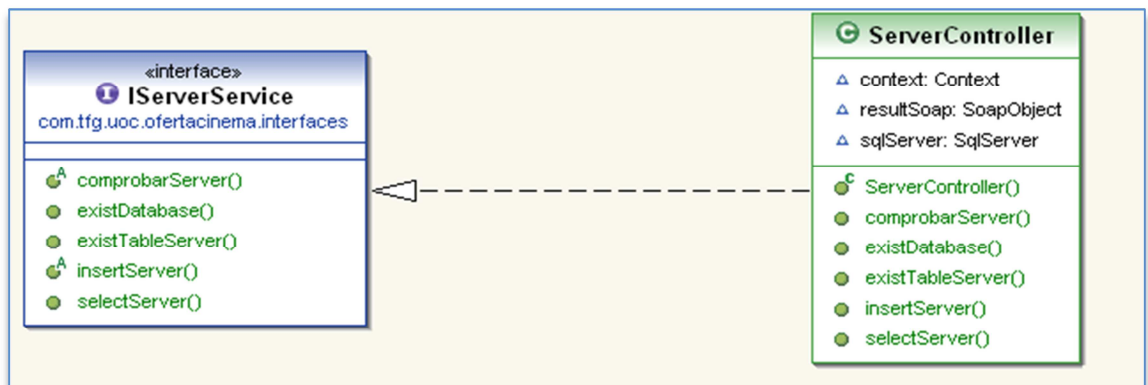 «interface»
I IServerService
com.tfg.uoc.ofertacinema.interfaces
A comprobarServer()
existDatabase()
existTableServer()
A insertServer()
selectServer()
C ServerController
context: Context
resultSoap: SoapObject
sqlServer: SqlServer
C ServerController()
comprobarServer()
existDatabase()
existTableServer()
insertServer()
selectServer()